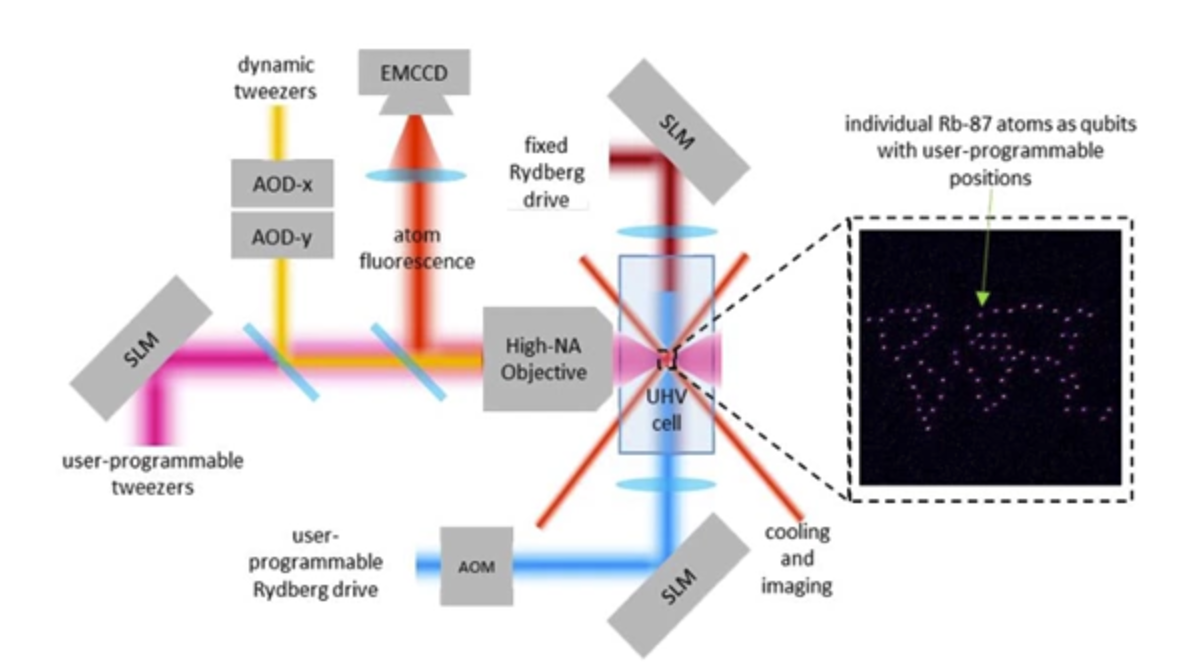 dynamic
tweezers
EMCCD
AOD-x
AOD-y
atom
fluorescence
SLM
user-programmable
tweezers
High-NA
Objective
fixed
Rydberg
drive
SLM
UHV
cell
user-
programmable
Rydberg drive
AOM
SLM
cooling
and
imaging
individual Rb-87 atoms as qubits
with user-programmable
positions